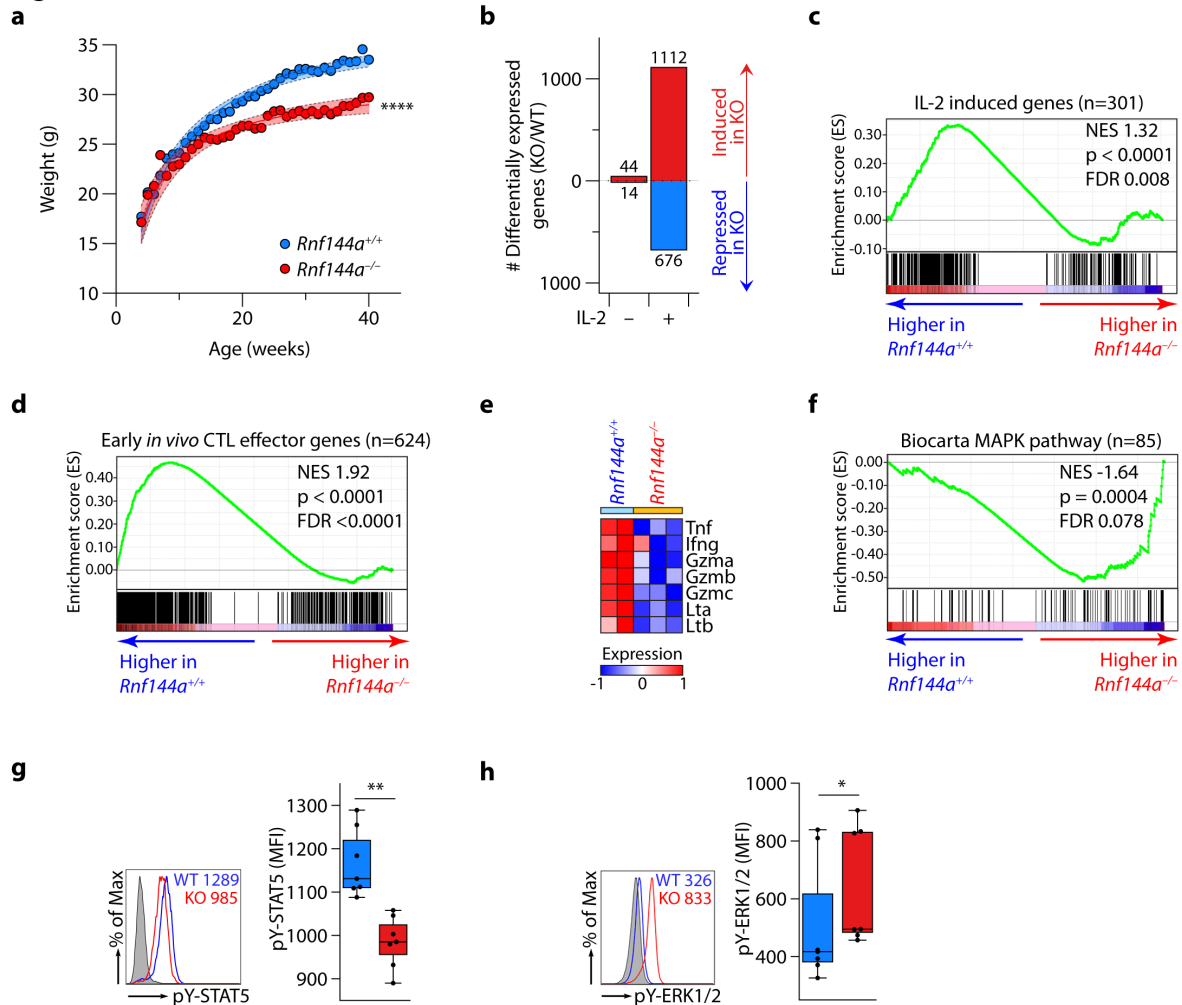 a
35
30
25
20
15
10
Weight (g)
0
20
40
Age (weeks)
****
Rnf144a+/+
Rnf144a–/–
b
# Differentially expressed
genes (KO/WT)
1000
0
1000
1112
44
14
676
IL-2
–
+
Induced
in KO
Repressed
in KO
c
IL-2 induced genes (n=301)
Enrichment score (ES)
0.30
0.20
0.10
0.00
-0.10
NES 1.32
p < 0.0001
FDR 0.008
Higher in
Rnf144a+/+
Higher in
Rnf144a–/–
d
Early in vivo CTL effector genes (n=624)
Enrichment score (ES)
0.40
0.30
0.20
0.10
0.00
NES 1.92
p < 0.0001
FDR <0.0001
Higher in
Rnf144a+/+
Higher in
Rnf144a–/–
e
Rnf144a+/+
Rnf144a–/–
Tnf
Ifng
Gzma
Gzmb
Gzmc
Lta
Ltb
Expression
-1
0
1
f
Biocarta MAPK pathway (n=85)
Enrichment score (ES)
0.00
-0.10
-0.20
-0.30
-0.40
-0.50
NES -1.64
p = 0.0004
FDR 0.078
Higher in
Rnf144a+/+
Higher in
Rnf144a–/–
g
% of Max
WT 1289
KO 985
pY-STAT5
pY-STAT5 (MFI)
1300
1200
1100
1000
900
**
h
% of Max
WT 326
KO 833
pY-ERK1/2
pY-ERK1/2 (MFI)
1000
800
600
400
*